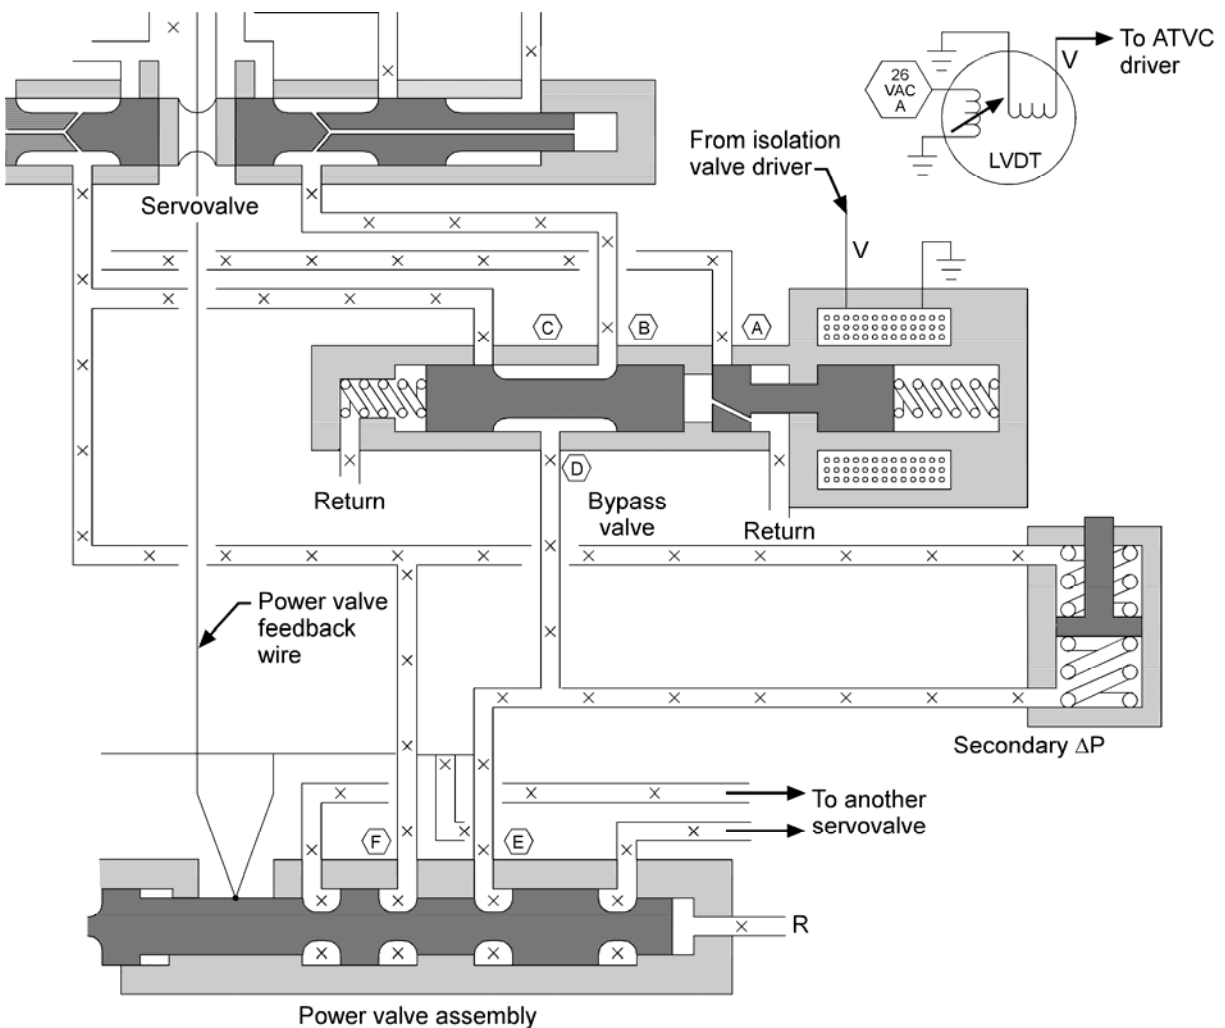 To ATVC
driver
26
VAC
A
V
LVDT
From isolation
valve driver
Servovalve
V
C
B
A
D
Return
Bypass
valve
Return
Power valve
feedback
wire
Secondary ΔP
To another
servovalve
F
E
R
Power valve assembly